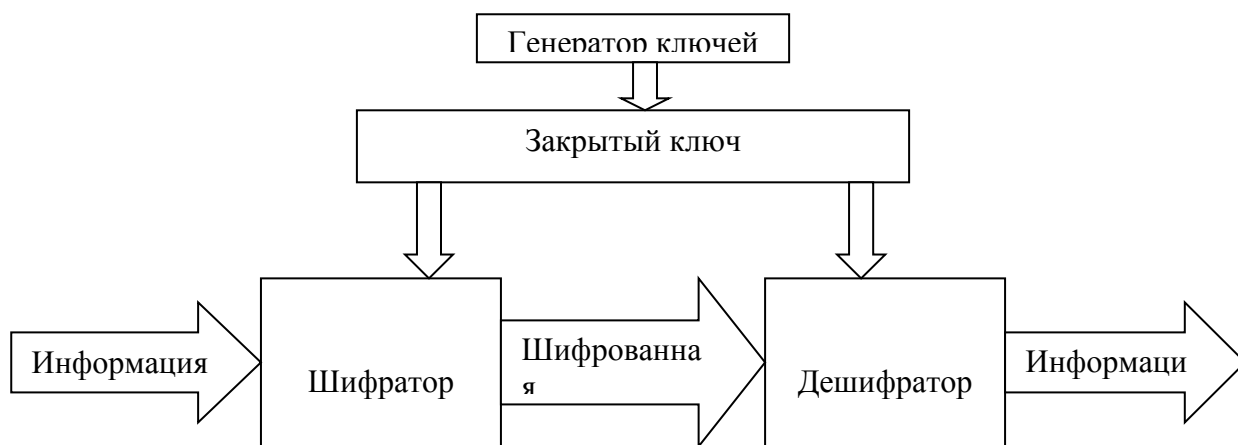 Генератор ключей
Закрытый ключ
Информация
Шифратор
Шифрованна
я
Дешифратор
Информаци